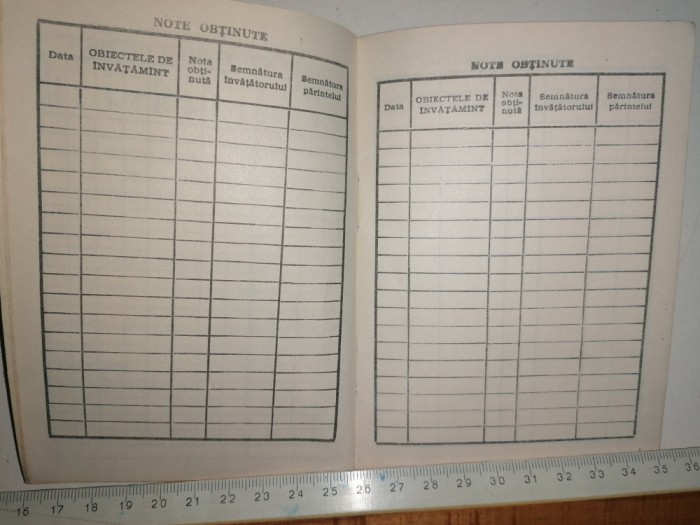 NOTE OBȚINUTE
Data
OBIECTELE DE
ÎNVĂȚĂMÎNT
Nota
obți-
nută
Semnătura
învățătorului
Semnătura
părintelui
NOTE OBȚINUTE
Data
OBIECTELE DE
ÎNVĂȚĂMÎNT
Nota
obți-
nută
Semnătura
învățătorului
Semnătura
părintelui
16 17 18 19 20 21 22 23 24 25 26 27 28 29 30 31 32 33 34 35 36